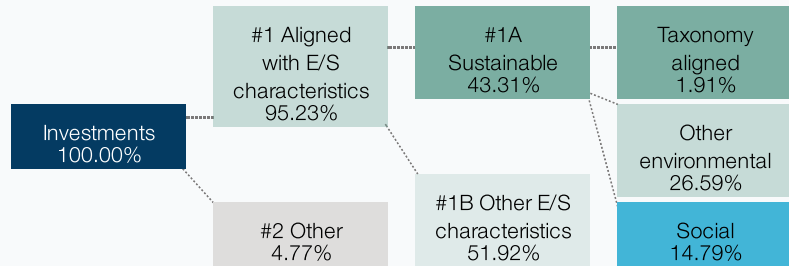 Investments
100.00%
#1 Aligned
with E/S
characteristics
95.23%
#2 Other
4.77%
#1A
Sustainable
43.31%
#1B Other E/S
characteristics
51.92%
Taxonomy
aligned
1.91%
Other
environmental
26.59%
Social
14.79%